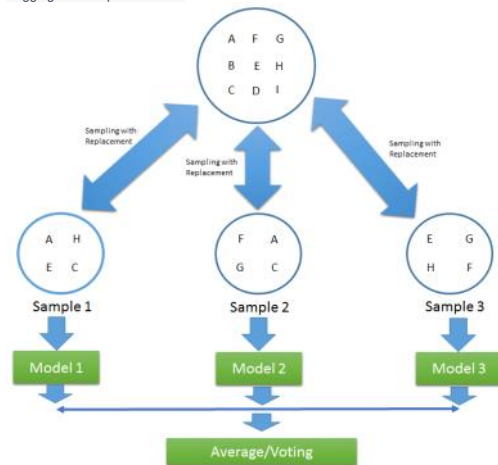 A F G
B E H
C D I
Sampling with
Replacement
Sampling with
Replacement
Sampling with
Replacement
A H
E C
F A
G C
E G
H F
Sample 1
Sample 2
Sample 3
Model 1
Model 2
Model 3
Average/Voting